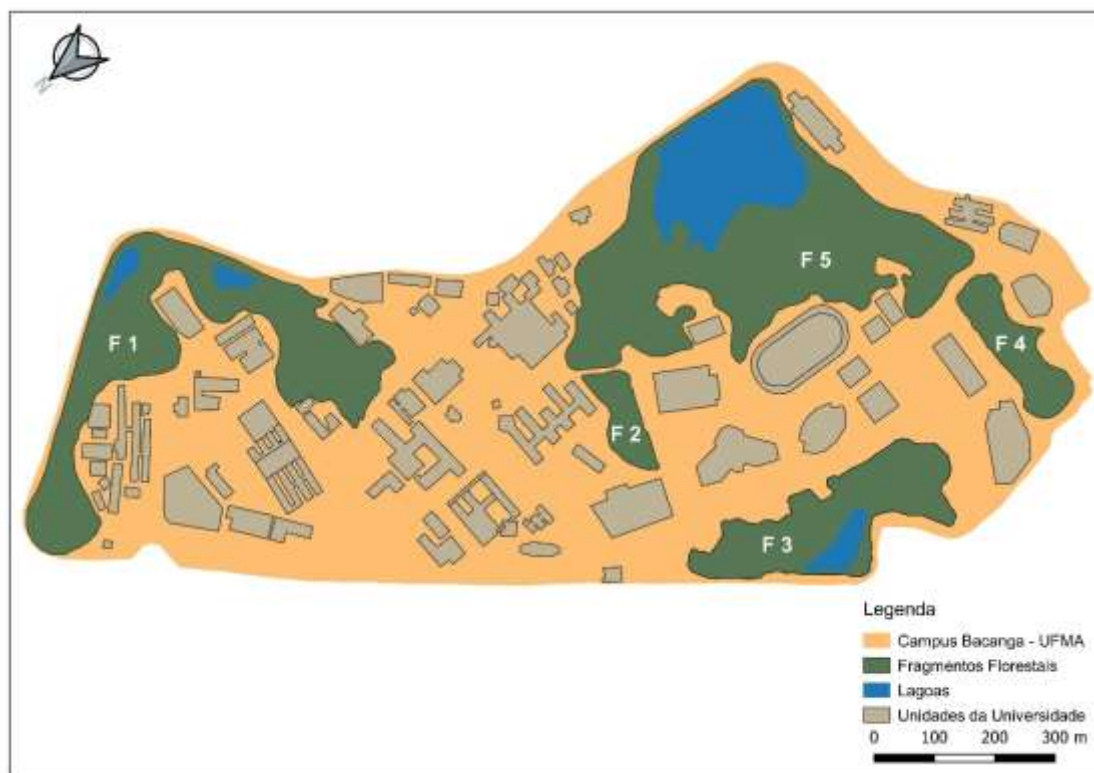 N
F 5
F 1
F 4
F 2
F 3
Legenda
Campus Bacanga - UFMA
Fragmentos Florestais
Lagoas
Unidades da Universidade
0 100 200 300 m